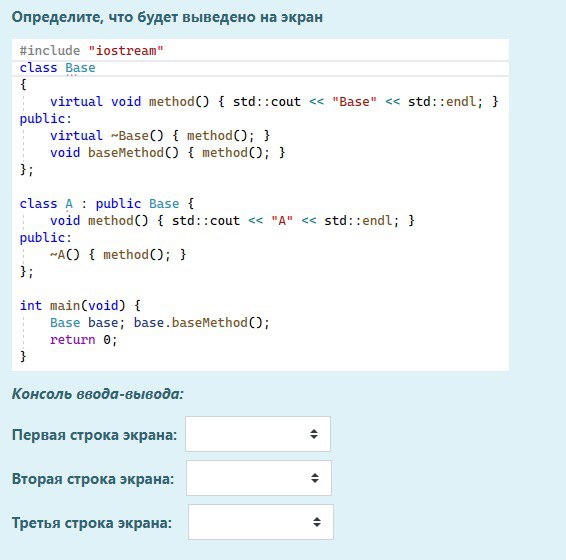 Определите, что будет выведено на экран
#include "iostream"
class Base
{
virtual void method() { std::cout << "Base" << std::endl; }
public:
virtual ~Base() { method(); }
void baseMethod() { method(); }
};
class A : public Base {
void method() { std::cout << "A" << std::endl; }
public:
~A() { method(); }
};
int main(void) {
Base base; base.baseMethod();
return 0;
}
Консоль ввода-вывода:
Первая строка экрана:
Вторая строка экрана:
Третья строка экрана: